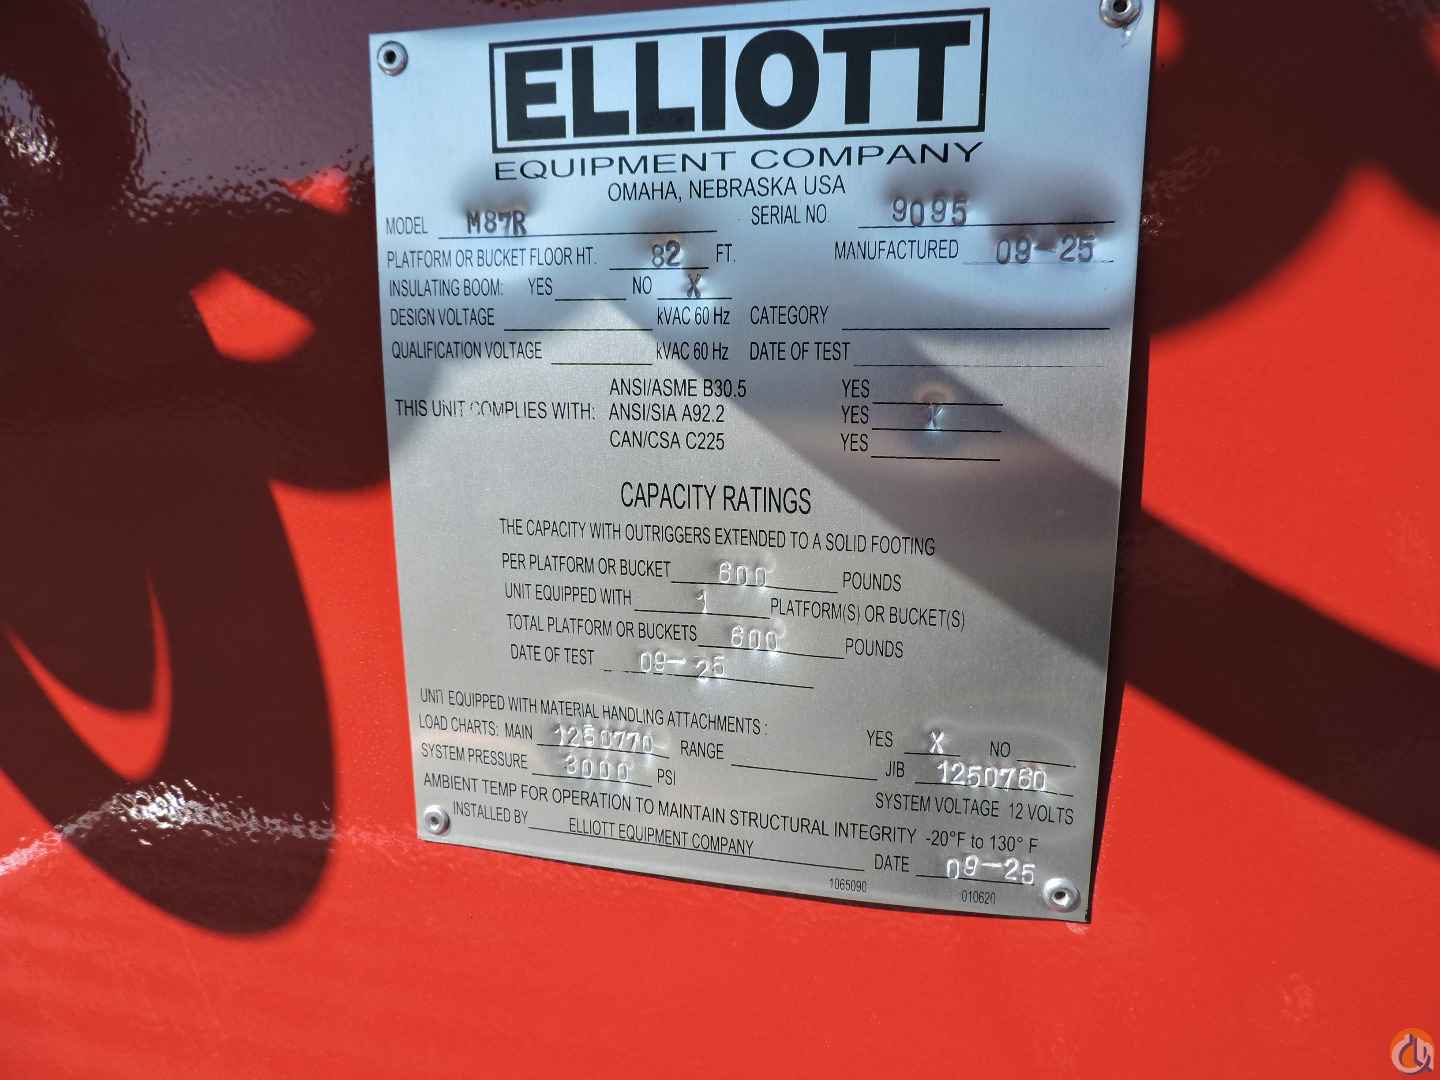 ELLIOTT
EQUIPMENT COMPANY
OMAHA, NEBRASKA USA
MODEL M87R SERIAL NO. 9095
PLATFORM OR BUCKET FLOOR HT. 82 FT. MANUFACTURED 09-25
INSULATING BOOM: YES NO X
DESIGN VOLTAGE kVAC 60 Hz CATEGORY
QUALIFICATION VOLTAGE kVAC 60 Hz DATE OF TEST
ANSI/ASME B30.5 YES
THIS UNIT COMPLIES WITH: ANSI/SIA A92.2 YES X
CAN/CSA C225 YES
CAPACITY RATINGS
THE CAPACITY WITH OUTRIGGERS EXTENDED TO A SOLID FOOTING
PER PLATFORM OR BUCKET 600 POUNDS
UNIT EQUIPPED WITH 1 PLATFORM(S) OR BUCKET(S)
TOTAL PLATFORM OR BUCKETS 600 POUNDS
DATE OF TEST 09-25
UNIT EQUIPPED WITH MATERIAL HANDLING ATTACHMENTS: YES X NO
LOAD CHARTS: MAIN 1250770 RANGE JIB 1250760
SYSTEM PRESSURE 3000 PSI SYSTEM VOLTAGE 12 VOLTS
AMBIENT TEMP FOR OPERATION TO MAINTAIN STRUCTURAL INTEGRITY -20°F to 130° F
INSTALLED BY ELLIOTT EQUIPMENT COMPANY DATE 09-25
1065090 010620